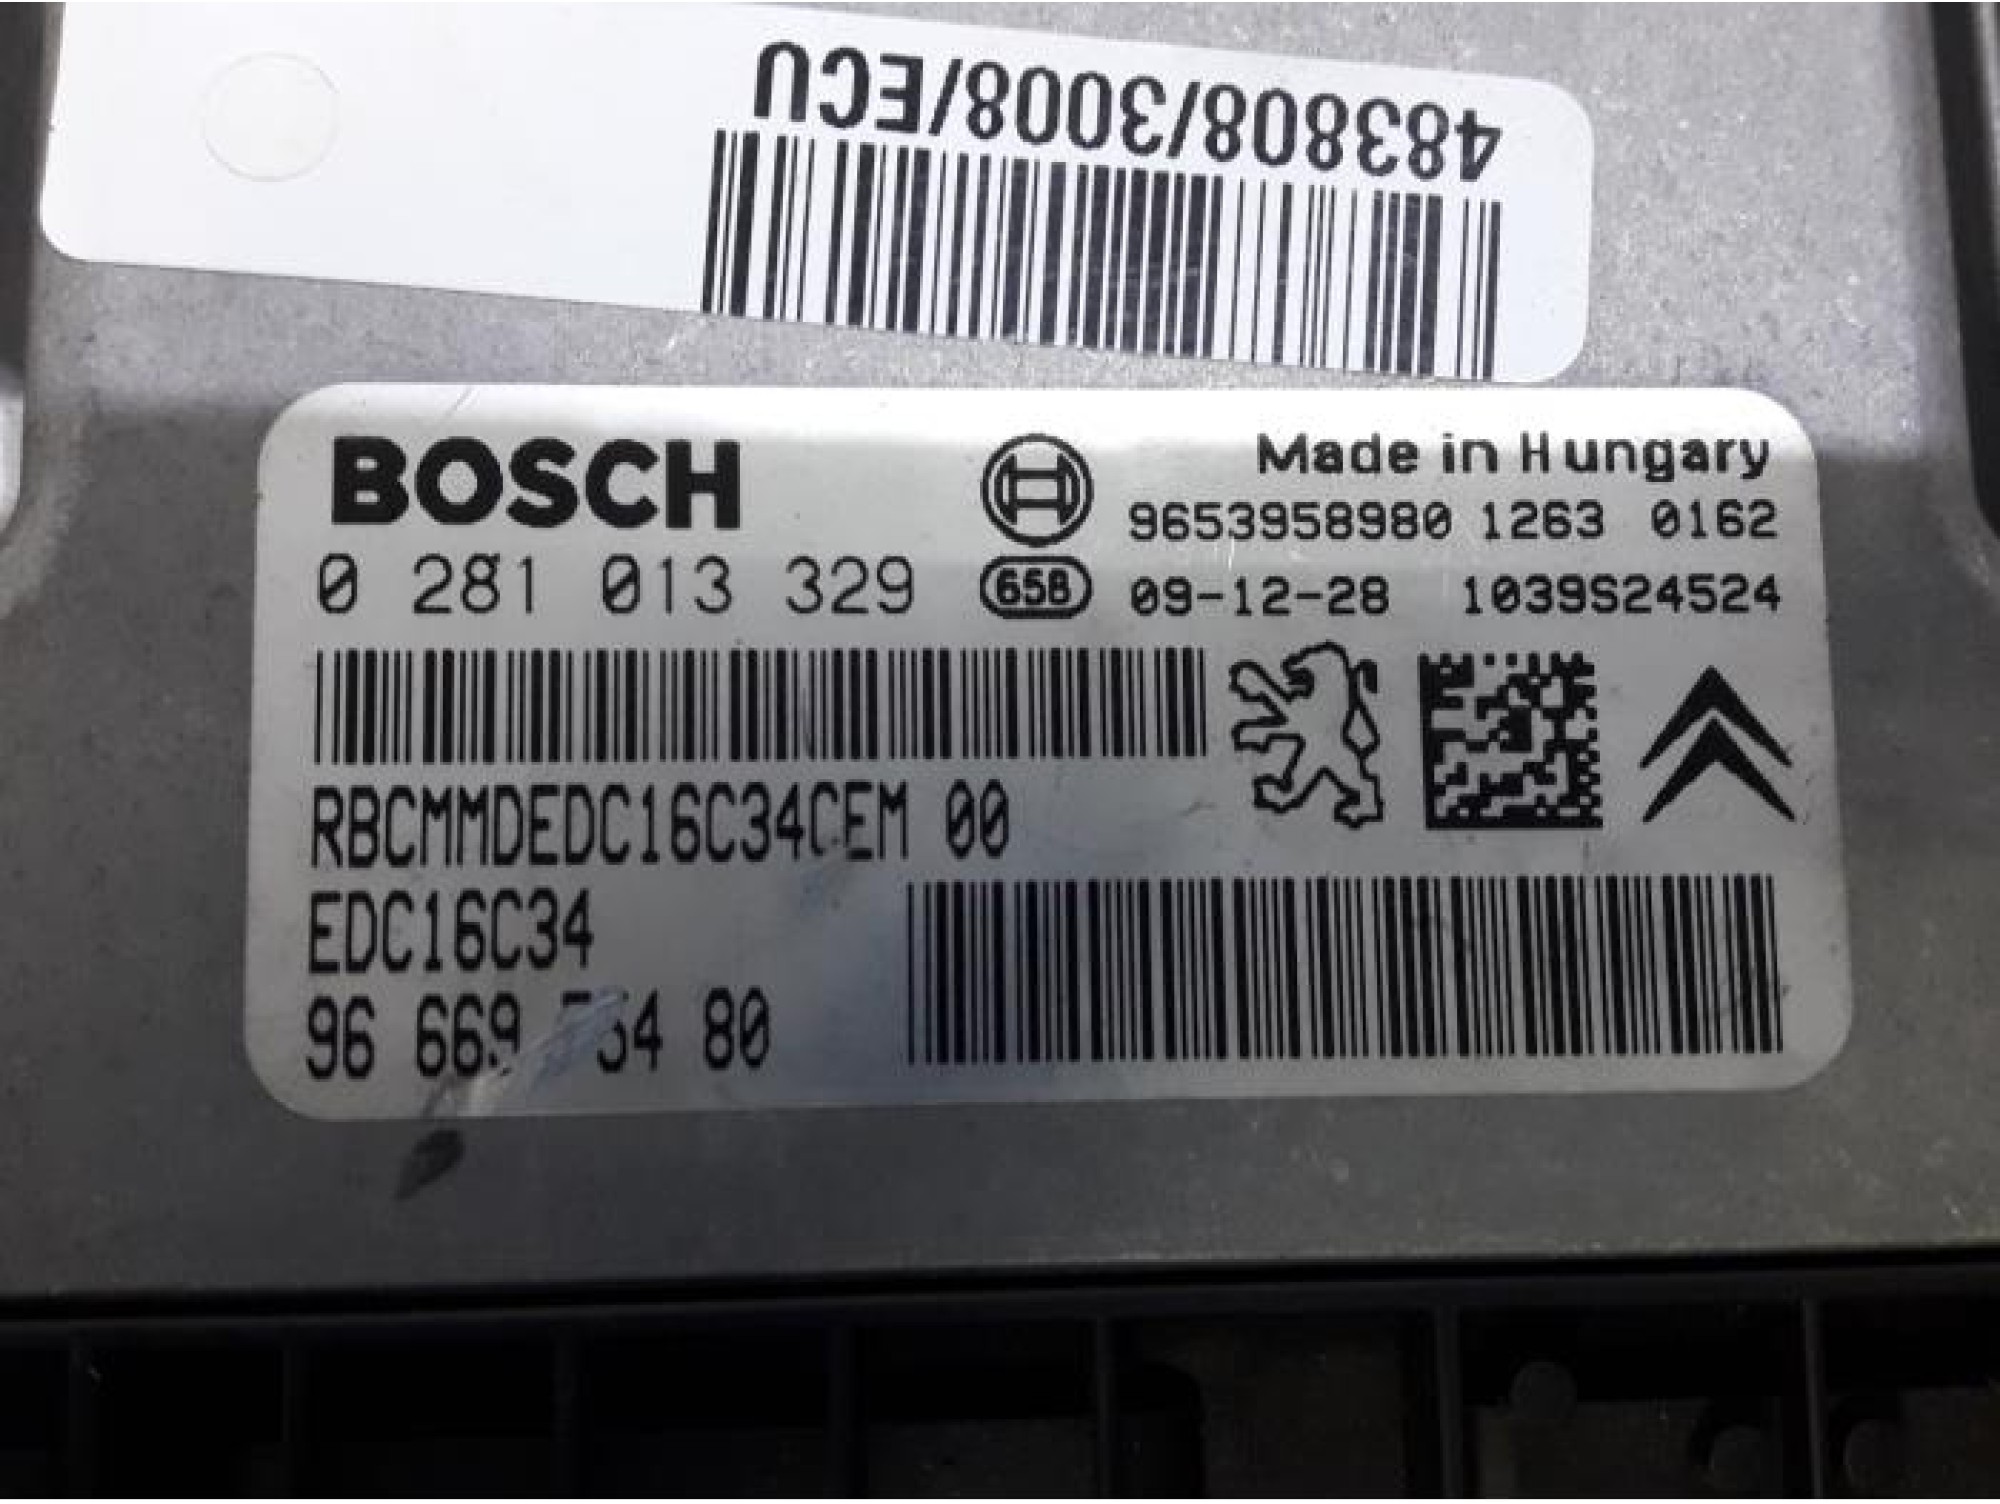 483808/3008/ECU
BOSCH
Made in Hungary
9653958980 1263 0162
0 281 013 329
658
09-12-28 1039S24524
RBCMMDEDC16C34CEM 00
EDC16C34
96 80